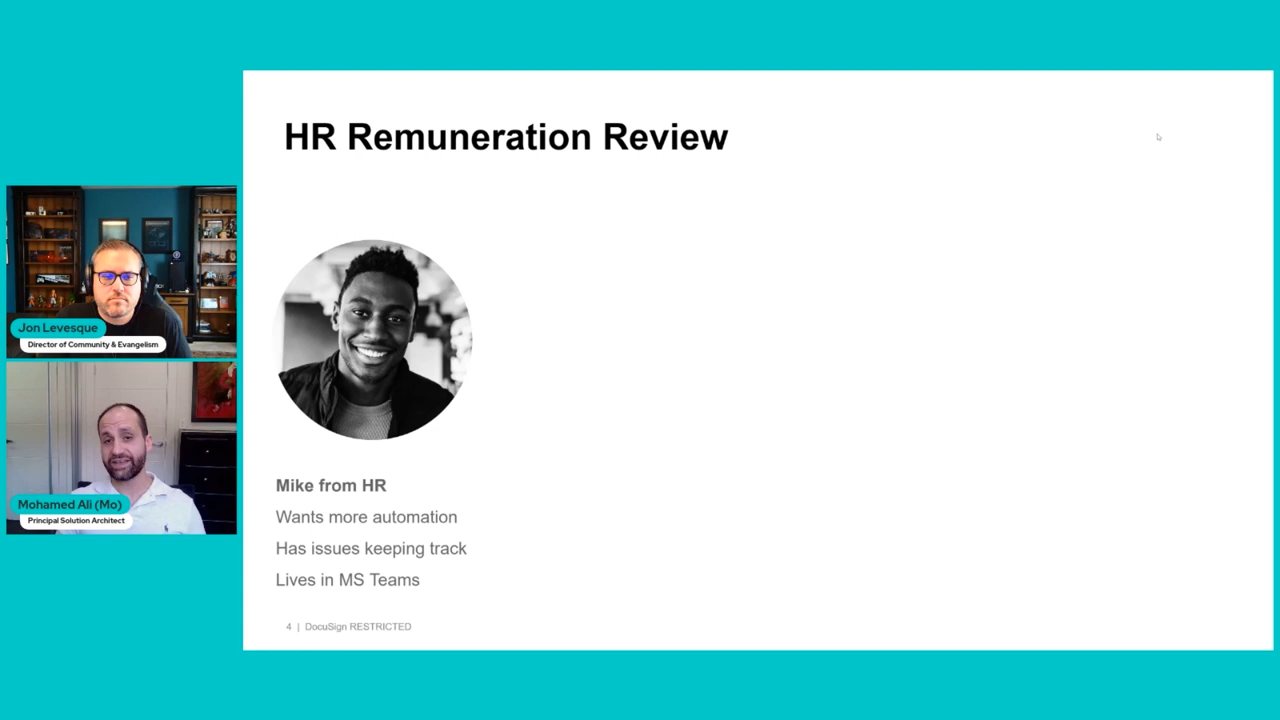 HR Remuneration Review
Jon Levesque
Director of Community & Evangelism
Mohamed Ali (Mo)
Principal Solution Architect
Mike from HR
Wants more automation
Has issues keeping track
Lives in MS Teams
4 | DocuSign RESTRICTED